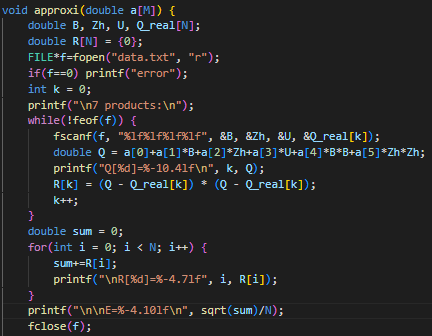 void approxi(double a[M]) {
    double B, Zh, U, Q_real[N];
    double R[N] = {0};
    FILE*f=fopen("data.txt", "r");
    if(f==0) printf("error");
    int k = 0;
    printf("\n7 products:\n");
    while(!feof(f)) {
        fscanf(f, "%lf%lf%lf%lf", &B, &Zh, &U, &Q_real[k]);
        double Q = a[0]+a[1]*B+a[2]*Zh+a[3]*U+a[4]*B*B+a[5]*Zh*Zh;
        printf("Q[%d]=%-10.4lf\n", k, Q);
        R[k] = (Q - Q_real[k]) * (Q - Q_real[k]);
        k++;
    }
    double sum = 0;
    for(int i = 0; i < N; i++) {
        sum+=R[i];
        printf("\nR[%d]=%-4.7lf", i, R[i]);
    }
    printf("\n\nE=%-4.10lf\n", sqrt(sum)/N);
    fclose(f);